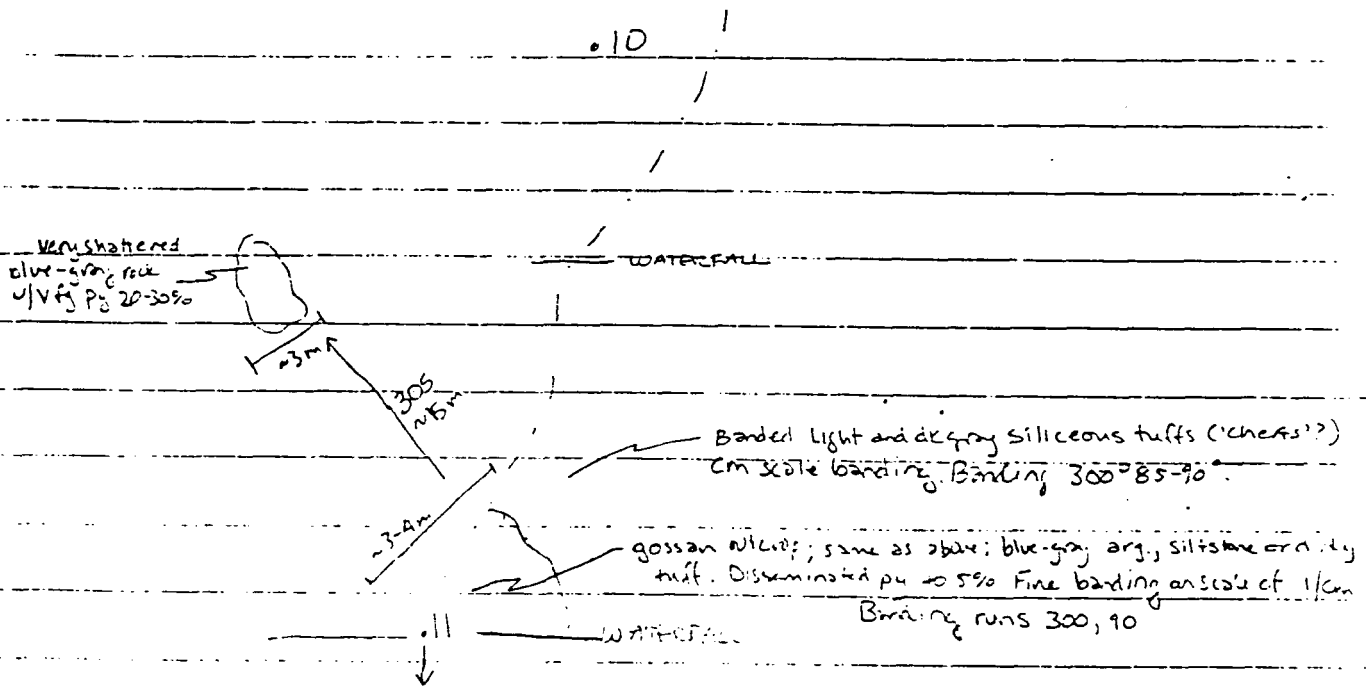 .10
very shattered
blue-gray rock
w/ Vfg Py 20-30%
WATERFALL
~3m
305
~15m
Banded light and dk gray siliceous tuffs ('cherts'?)
cm scale banding. Banding 300° 85-90°.
~3-4m
gossan ; same as above; blue-gray arg., siltstone or
tuff. Disseminated py to 5% Fine banding on scale of 1/cm
Banding runs 300, 90
.11
WATERFALL